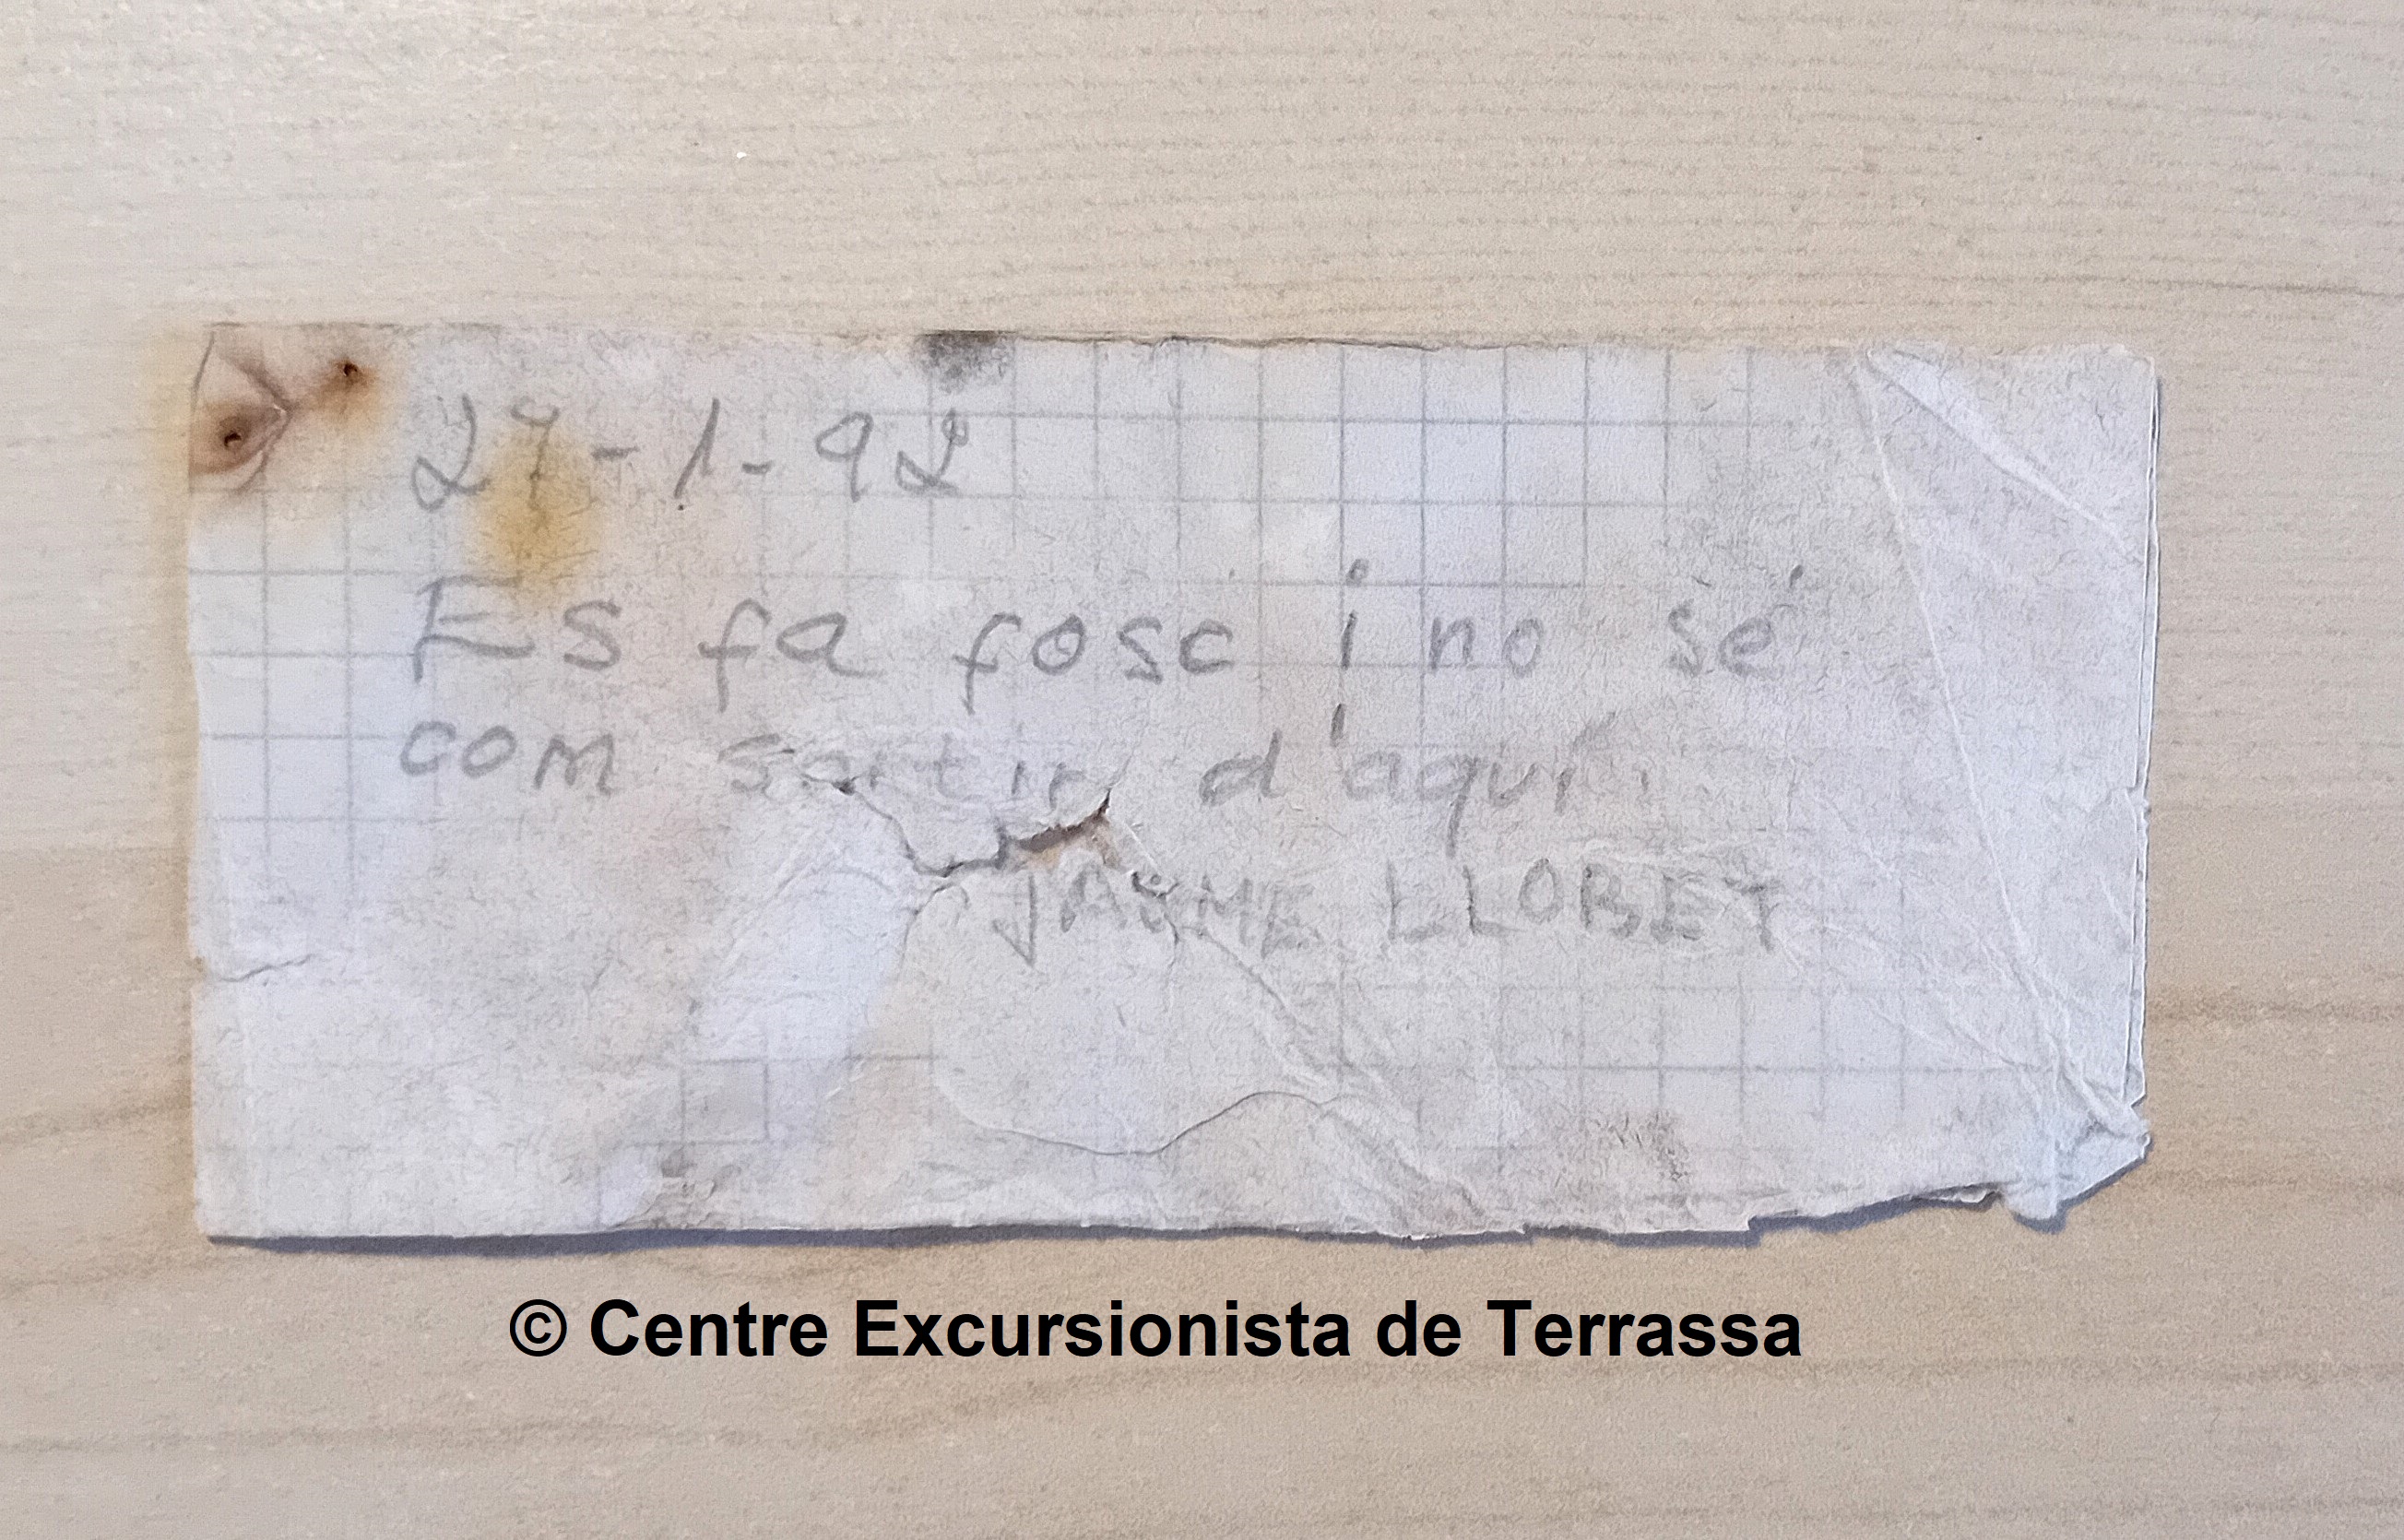 27-1-92
Es fa fosc i no sé
com sortir d'aquí.
JAUME LLOBET
© Centre Excursionista de Terrassa